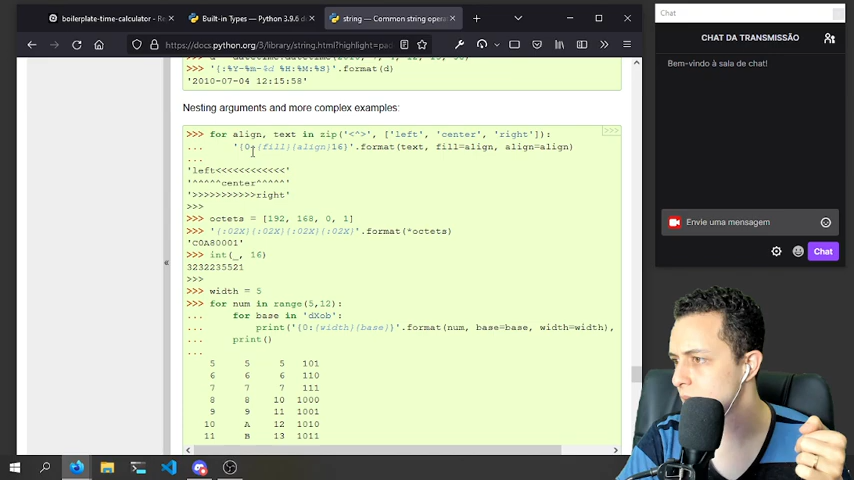 boilerplate-time-calculator - R
Built-in Types — Python 3.9.6 d
string — Common string operat
https://docs.python.org/3/library/string.html?highlight=pac
>>> '{:%Y-%m-%d %H:%M:%S}'.format(d)
'2010-07-04 12:15:58'
Nesting arguments and more complex examples:
>>>
>>> for align, text in zip('<^>', ['left', 'center', 'right']):
... '{0:{fill}{align}16}'.format(text, fill=align, align=align)
...
'left<<<<<<<<<<<<'
'^^^^^center^^^^^'
'>>>>>>>>>>>right'
>>>
>>> octets = [192, 168, 0, 1]
>>> '{:02X}{:02X}{:02X}{:02X}'.format(*octets)
'C0A80001'
>>> int(_, 16)
3232235521
>>>
>>> width = 5
>>> for num in range(5,12):
... for base in 'dXob':
... print('{0:{width}{base}}'.format(num, base=base, width=width),
... print()
...
5 5 5 101
6 6 6 110
7 7 7 111
8 8 10 1000
9 9 11 1001
10 A 12 1010
11 B 13 1011
Chat
CHAT DA TRANSMISSÃO
Bem-vindo à sala de chat!
Envie uma mensagem
Chat